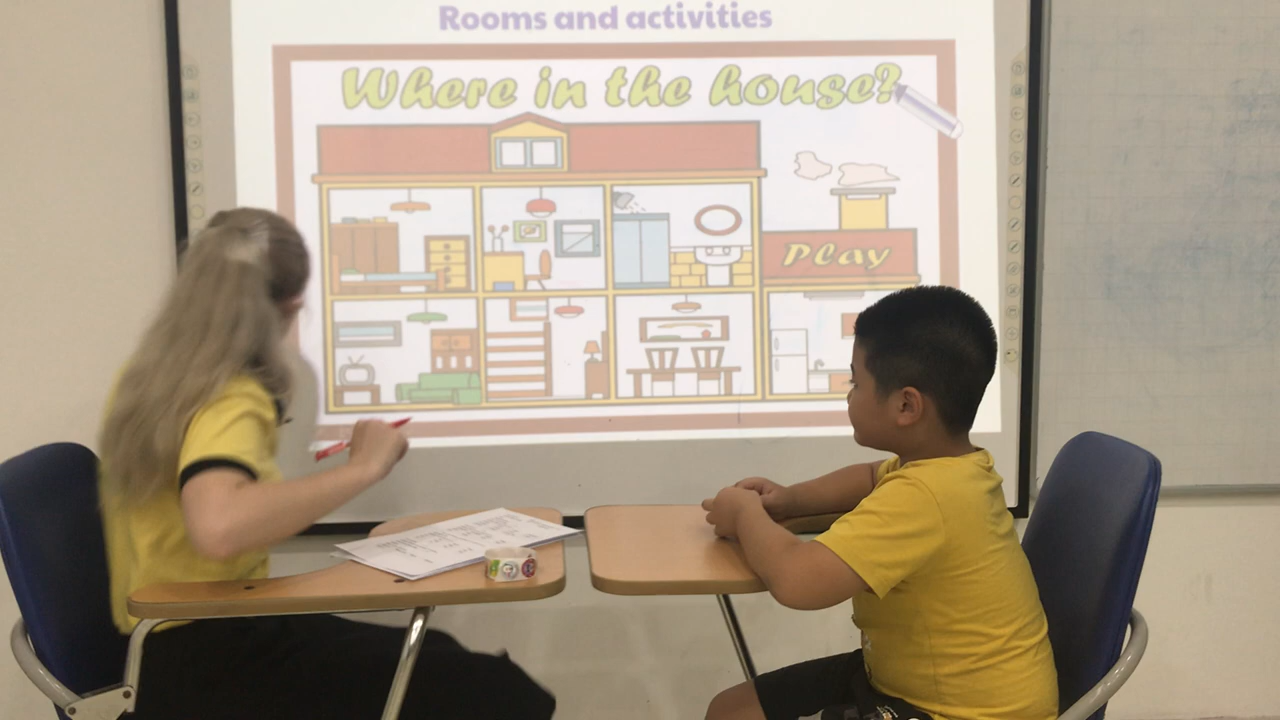 Rooms and activities
Where in the house?
Play